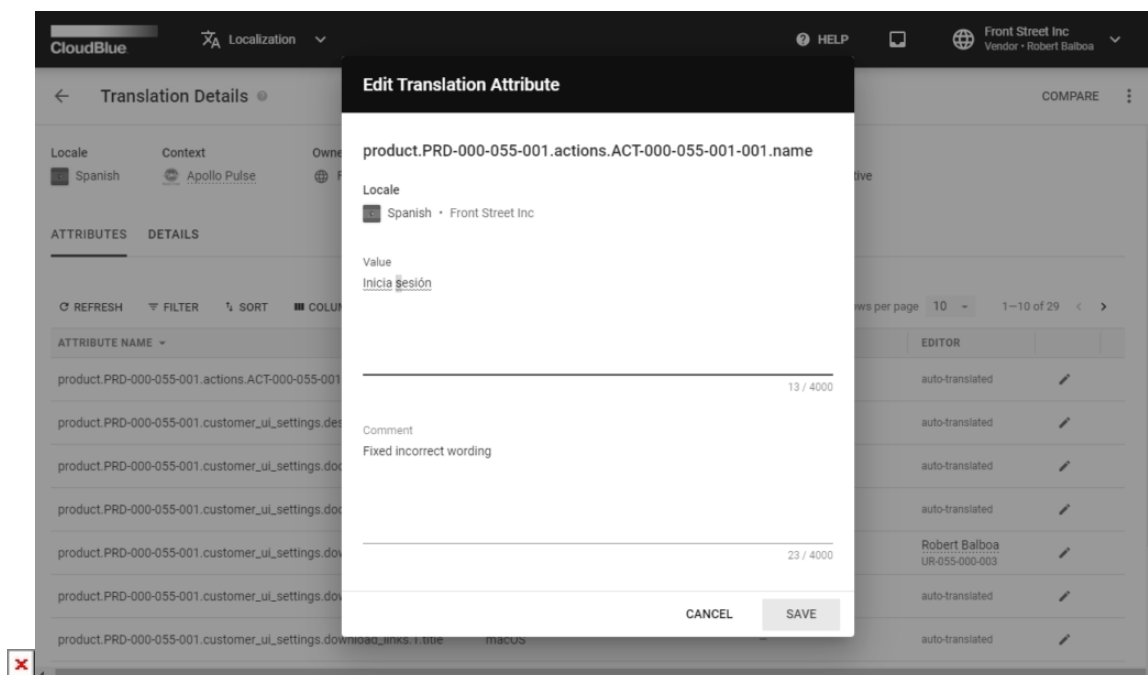 CloudBlue
Localization
HELP
Front Street Inc
Vendor • Robert Balboa
Translation Details
COMPARE
Locale
Context
Spanish
Apollo Pulse
ATTRIBUTES DETAILS
REFRESH FILTER SORT
per page 10 1–10 of 29
ATTRIBUTE NAME EDITOR
product.PRD-000-055-001.actions.ACT-000-055-001 auto-translated
product.PRD-000-055-001.customer_ui_settings.des auto-translated
product.PRD-000-055-001.customer_ui_settings.doc auto-translated
product.PRD-000-055-001.customer_ui_settings.doc auto-translated
product.PRD-000-055-001.customer_ui_settings.dov Robert Balboa
UR-055-000-003
product.PRD-000-055-001.customer_ui_settings.dov auto-translated
product.PRD-000-055-001.customer_ui_settings.download_links.1.title macOS – auto-translated
Edit Translation Attribute
product.PRD-000-055-001.actions.ACT-000-055-001-001.name
Locale
Spanish • Front Street Inc
Value
Inicia sesión
13 / 4000
Comment
Fixed incorrect wording
23 / 4000
CANCEL SAVE